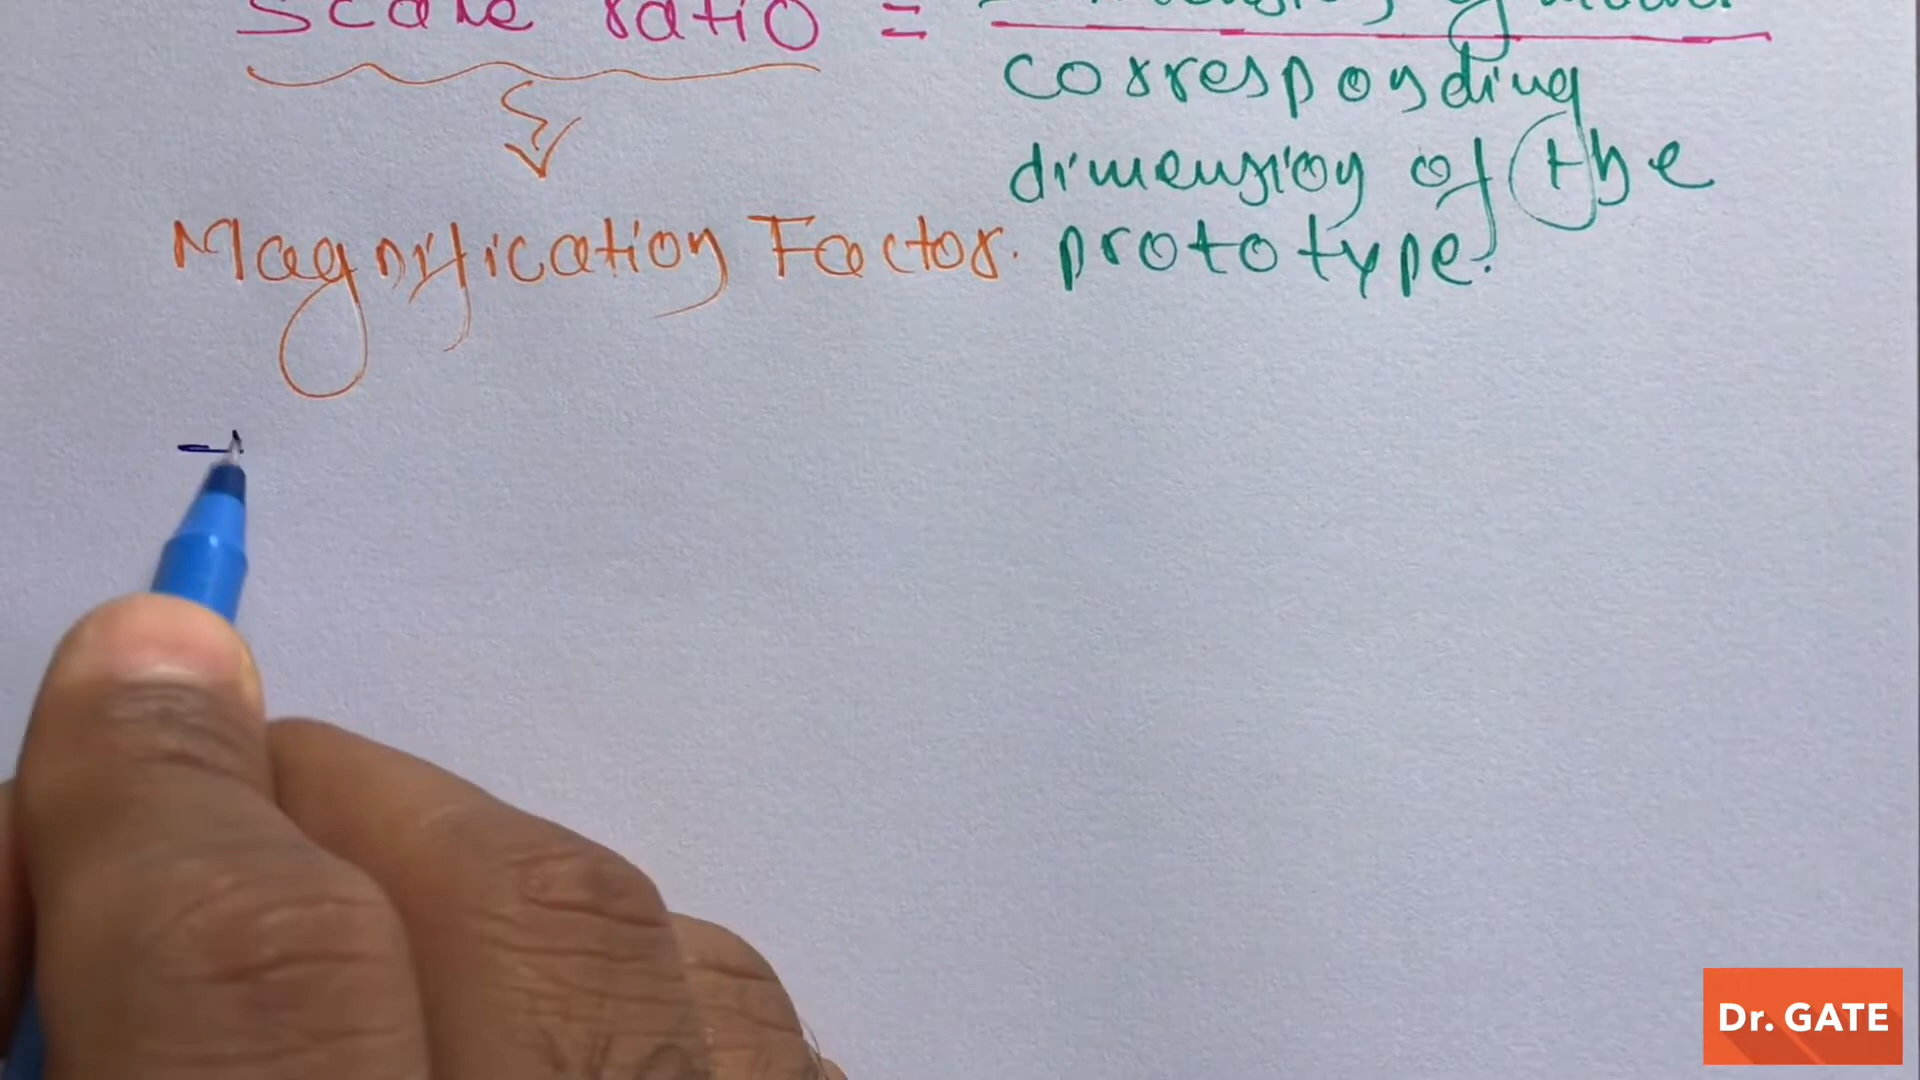 Scale ratio =
corresponding
dimension of the
Magnification Factor. prototype.
Dr. GATE